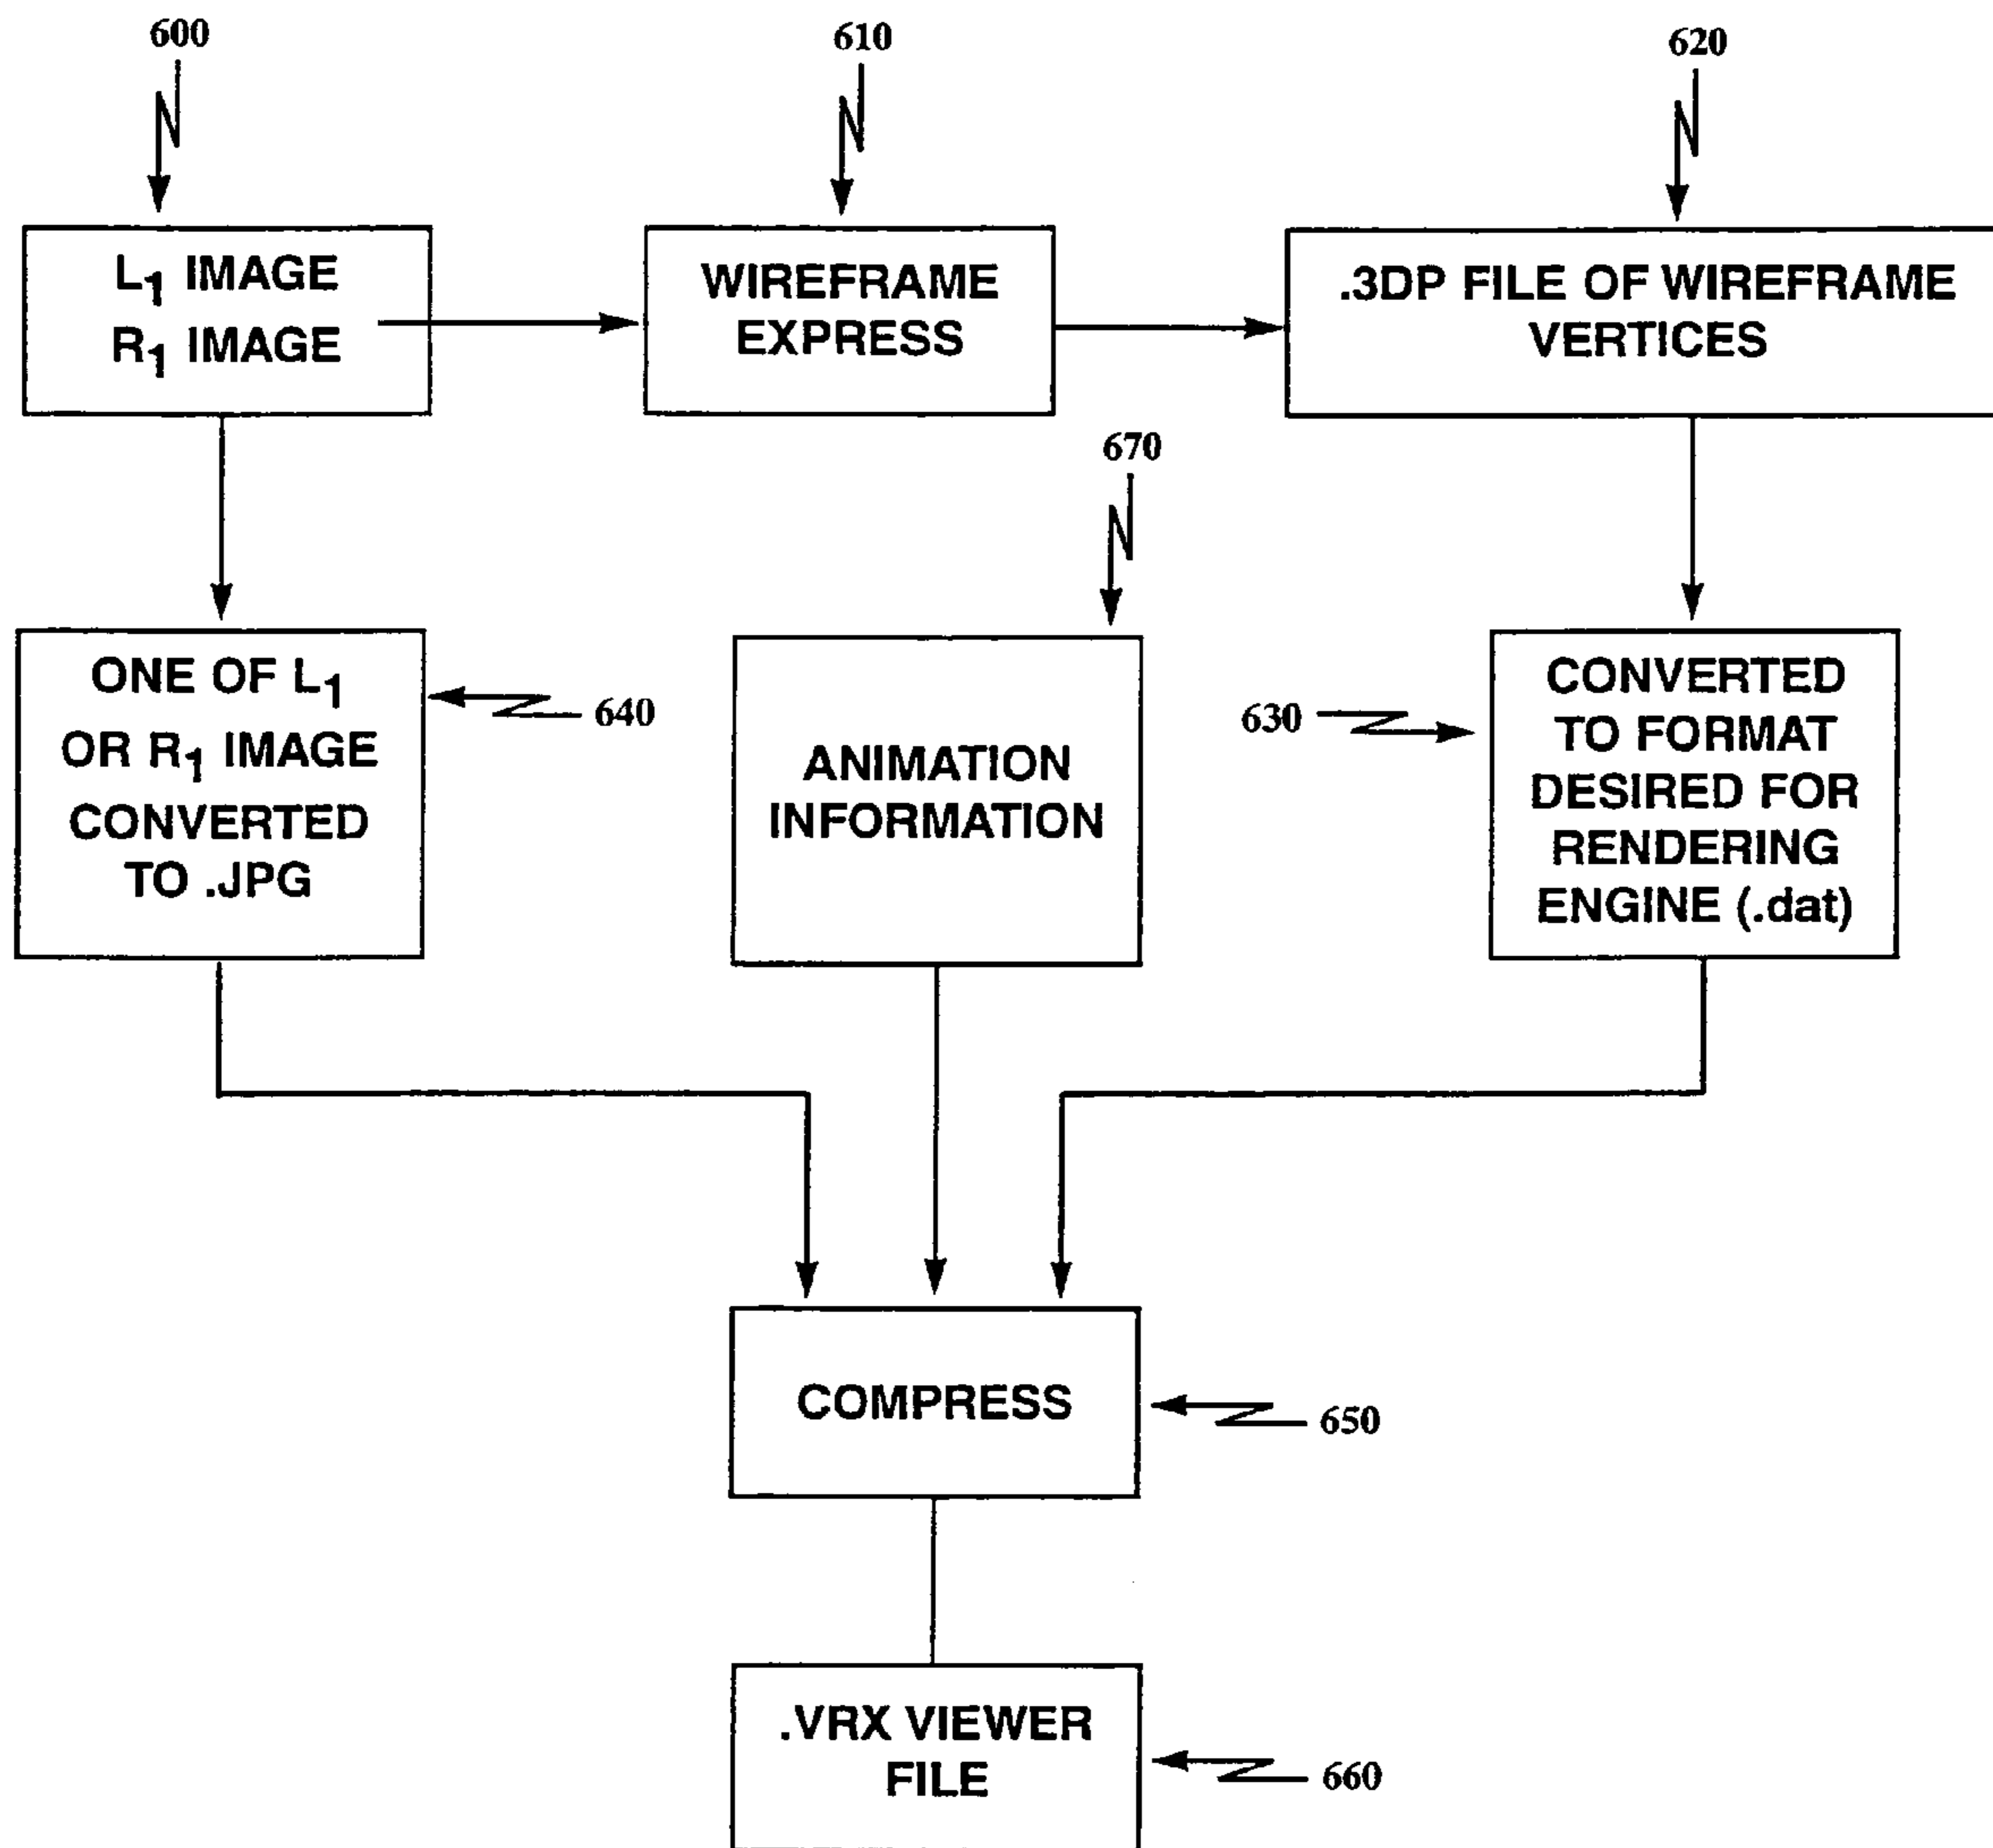 600
610
620
L1 IMAGE
R1 IMAGE
WIREFRAME
EXPRESS
.3DP FILE OF WIREFRAME
VERTICES
670
ONE OF L1
OR R1 IMAGE
CONVERTED
TO .JPG
640
ANIMATION
INFORMATION
630
CONVERTED
TO FORMAT
DESIRED FOR
RENDERING
ENGINE (.dat)
COMPRESS
650
.VRX VIEWER
FILE
660